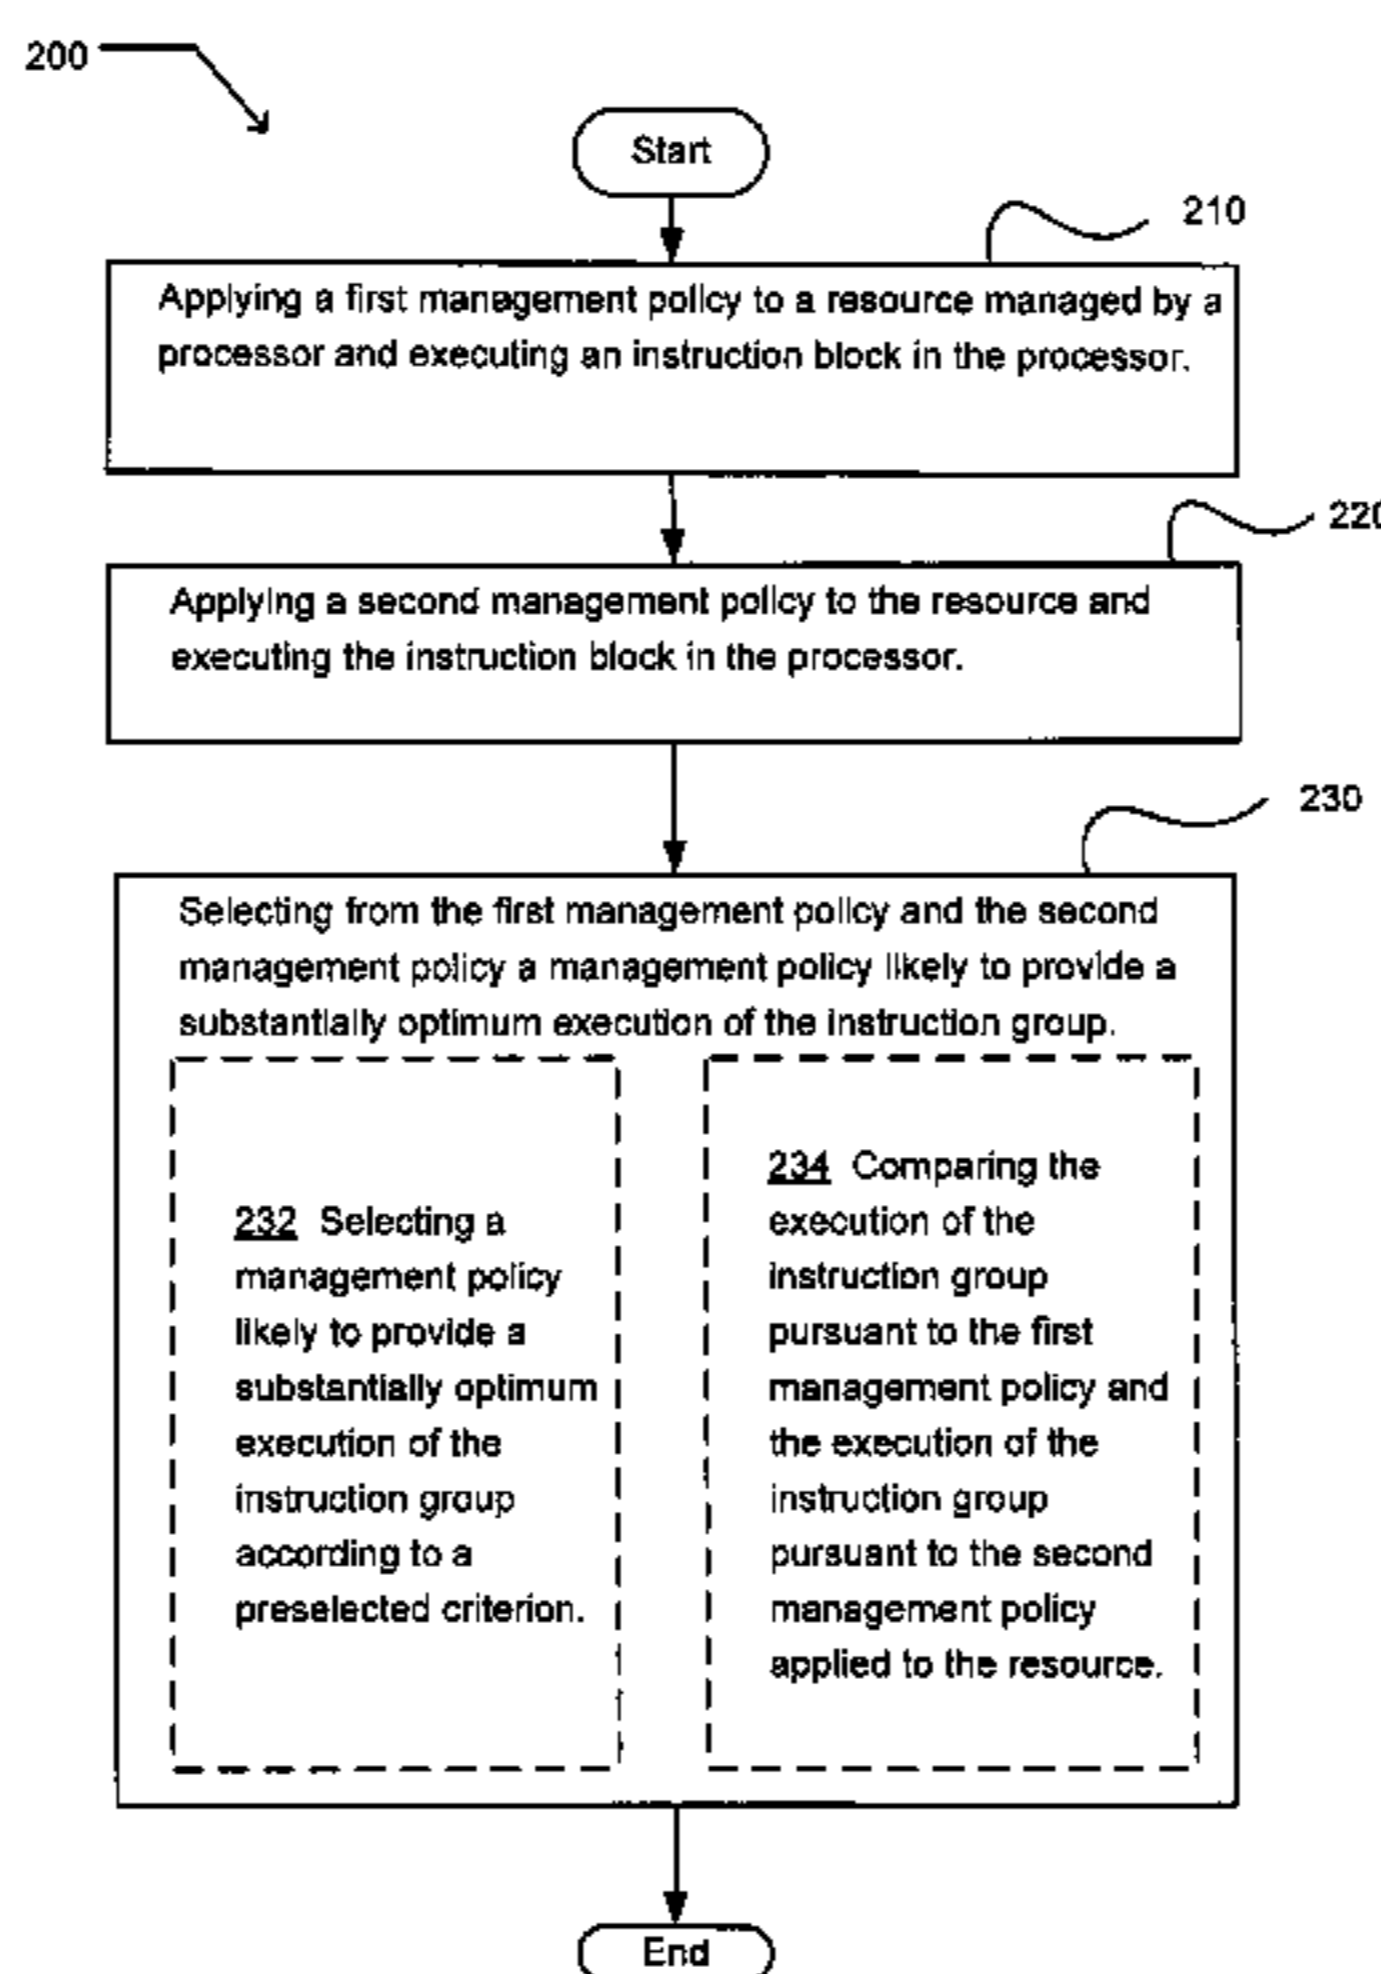 200
Start
210
Applying a first management policy to a resource managed by a
processor and executing an instruction block in the processor.
220
Applying a second management policy to the resource and
executing the instruction block in the processor.
230
Selecting from the first management policy and the second
management policy a management policy likely to provide a
substantially optimum execution of the instruction group.
232 Selecting a
management policy
likely to provide a
substantially optimum
execution of the
instruction group
according to a
preselected criterion.
234 Comparing the
execution of the
instruction group
pursuant to the first
management policy and
the execution of the
instruction group
pursuant to the second
management policy
applied to the resource.
End